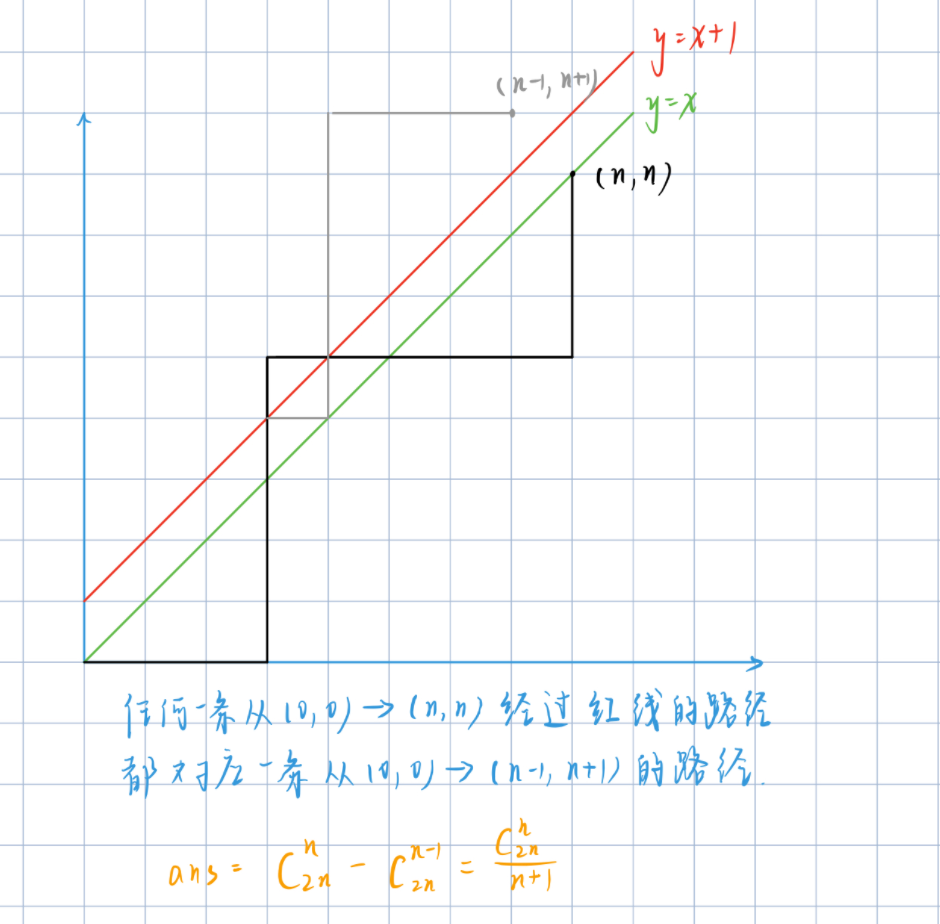 y=x+1
(n-1, n+1)
y=x
(n,n)
任何一条从(0,0)→(n,n)经过红线的路径
都对应一条从(0,0)→(n-1,n+1)的路径.
ans = C_{2n}^{n} - C_{2n}^{n-1} = \frac{C_{2n}^{n}}{n+1}